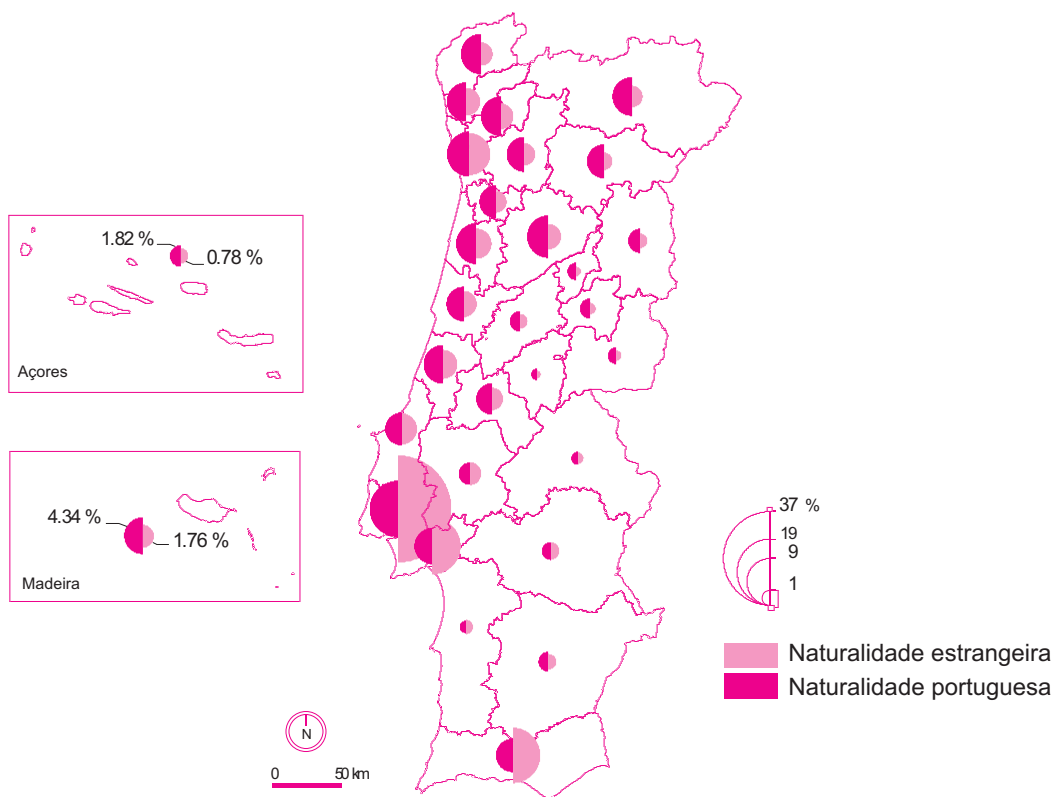 1.82 %
0.78 %
Açores
4.34 %
1.76 %
Madeira
37 %
19
9
1
Naturalidade estrangeira
Naturalidade portuguesa
N
0 50 km